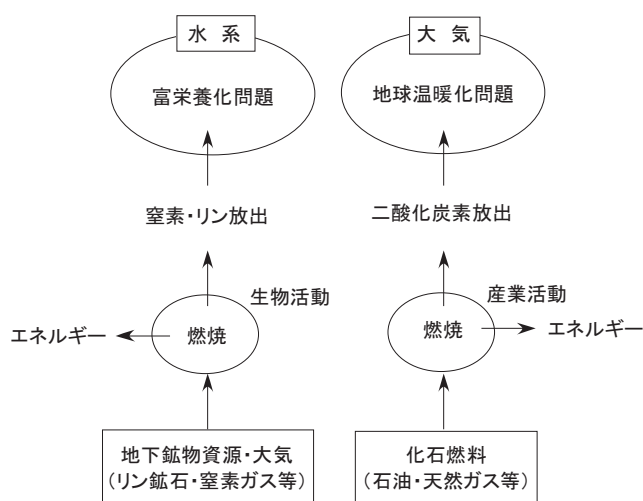 水 系
大 気
富栄養化問題
地球温暖化問題
窒素・リン放出
二酸化炭素放出
生物活動
産業活動
エネルギー
燃焼
燃焼
エネルギー
地下鉱物資源・大気
(リン鉱石・窒素ガス等)
化石燃料
(石油・天然ガス等)